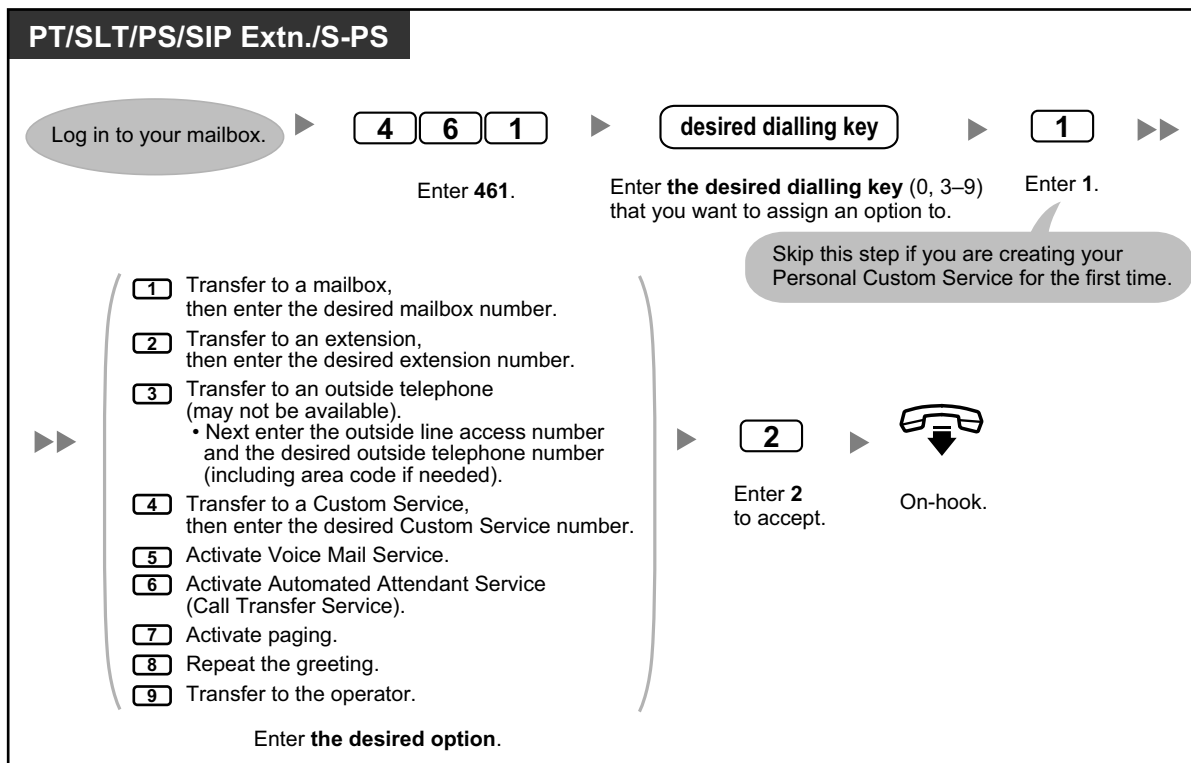 PT/SLT/PS/SIP Extn./S-PS
Log in to your mailbox.
4 6 1
desired dialling key
1
Enter 461.
Enter the desired dialling key (0, 3–9)
that you want to assign an option to.
Enter 1.
Skip this step if you are creating your
Personal Custom Service for the first time.
1 Transfer to a mailbox,
then enter the desired mailbox number.
2 Transfer to an extension,
then enter the desired extension number.
3 Transfer to an outside telephone
(may not be available).
• Next enter the outside line access number
and the desired outside telephone number
(including area code if needed).
4 Transfer to a Custom Service,
then enter the desired Custom Service number.
5 Activate Voice Mail Service.
6 Activate Automated Attendant Service
(Call Transfer Service).
7 Activate paging.
8 Repeat the greeting.
9 Transfer to the operator.
Enter the desired option.
2
Enter 2
to accept.
On-hook.